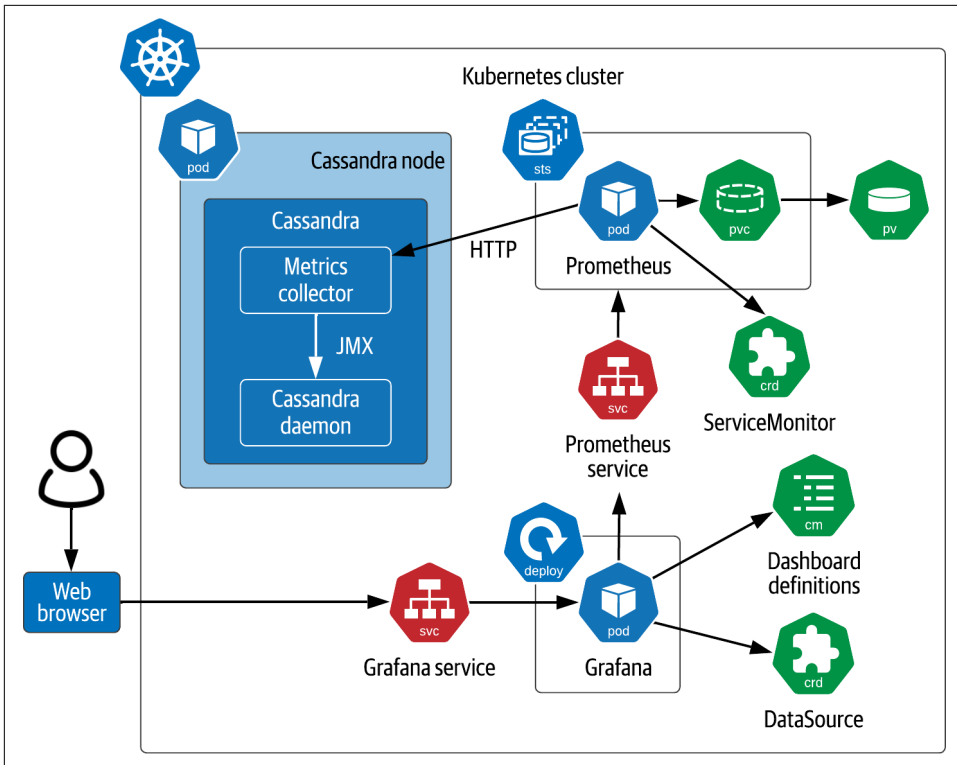 Kubernetes cluster
pod
Cassandra node
sts
Cassandra
pod
pvc
pv
HTTP
Prometheus
Metrics
collector
JMX
svc
crd
Cassandra
daemon
ServiceMonitor
Prometheus
service
cm
deploy
Dashboard
definitions
Web
browser
svc
pod
Grafana service
Grafana
crd
DataSource